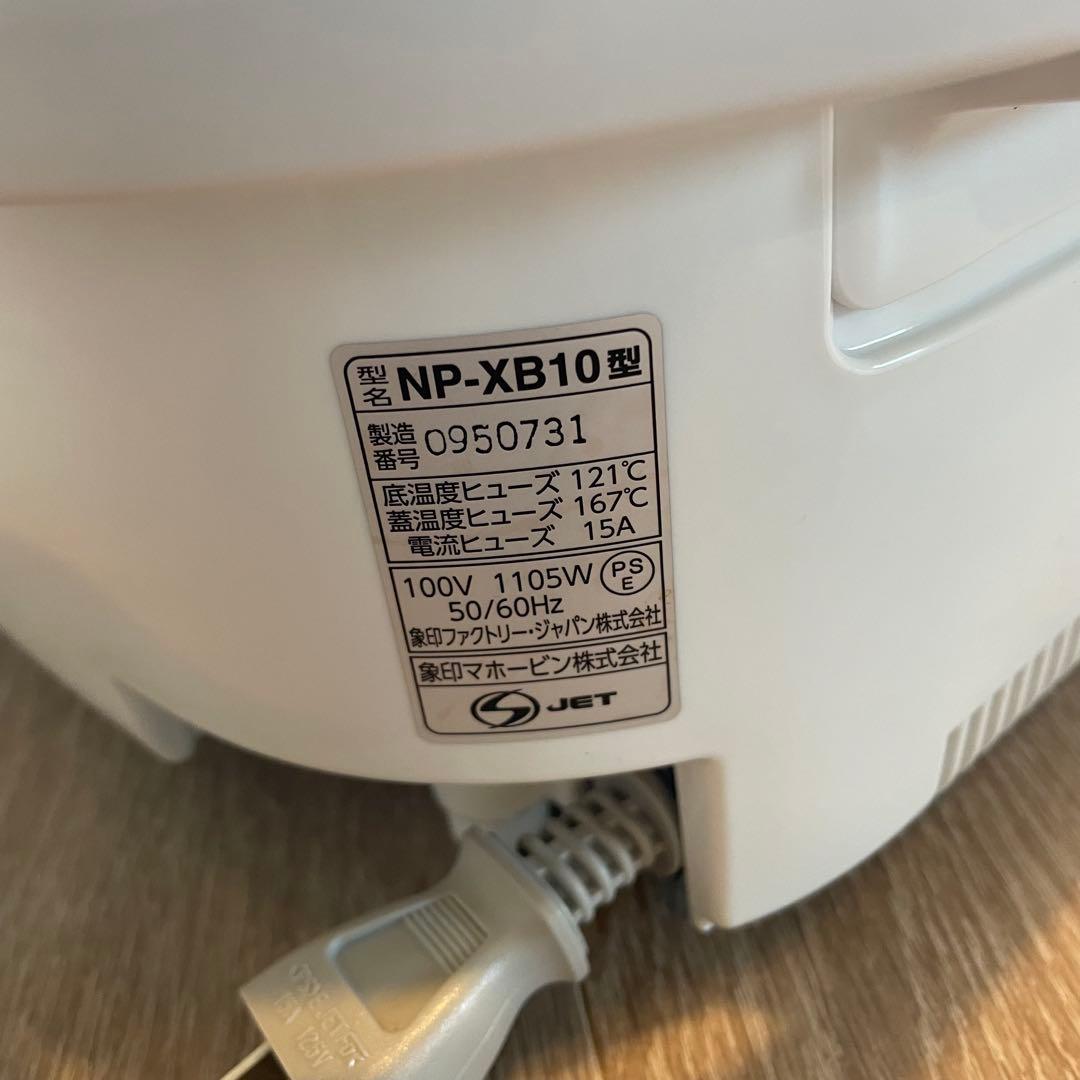 型名 NP-XB10型
製造番号 0950731
底温度ヒューズ 121℃
蓋温度ヒューズ 167℃
電流ヒューズ 15A
100V 1105W PSE
50/60Hz
象印ファクトリー・ジャパン株式会社
象印マホービン株式会社
S JET
15A 125V